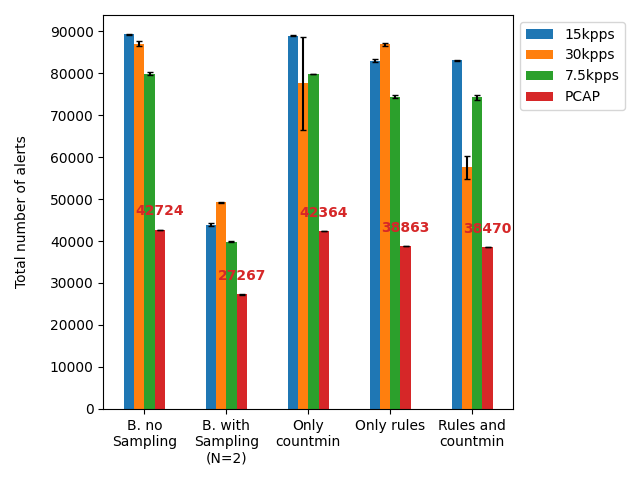 90000
80000
70000
60000
50000
40000
30000
20000
10000
0
Total number of alerts
42724
27267
42364
38863
38470
B. no
Sampling
B. with
Sampling
(N=2)
Only
countmin
Only rules
Rules and
countmin
15kpps
30kpps
7.5kpps
PCAP